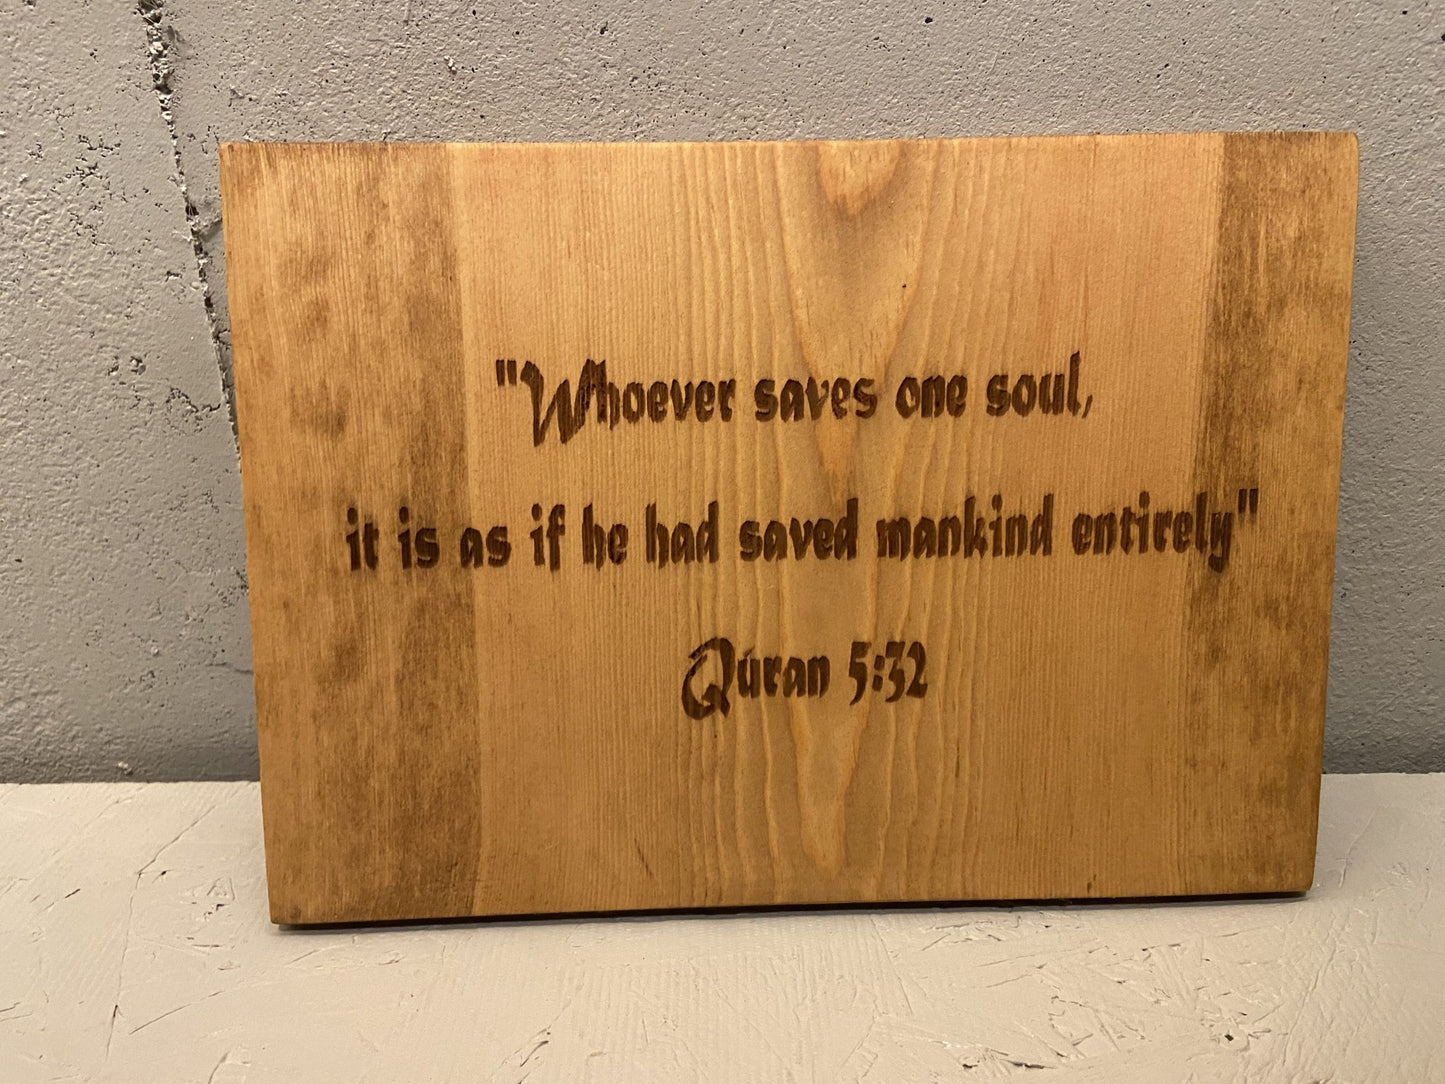 "Whoever saves one soul,
it is as if he had saved mankind entirely"
Quran 5:32